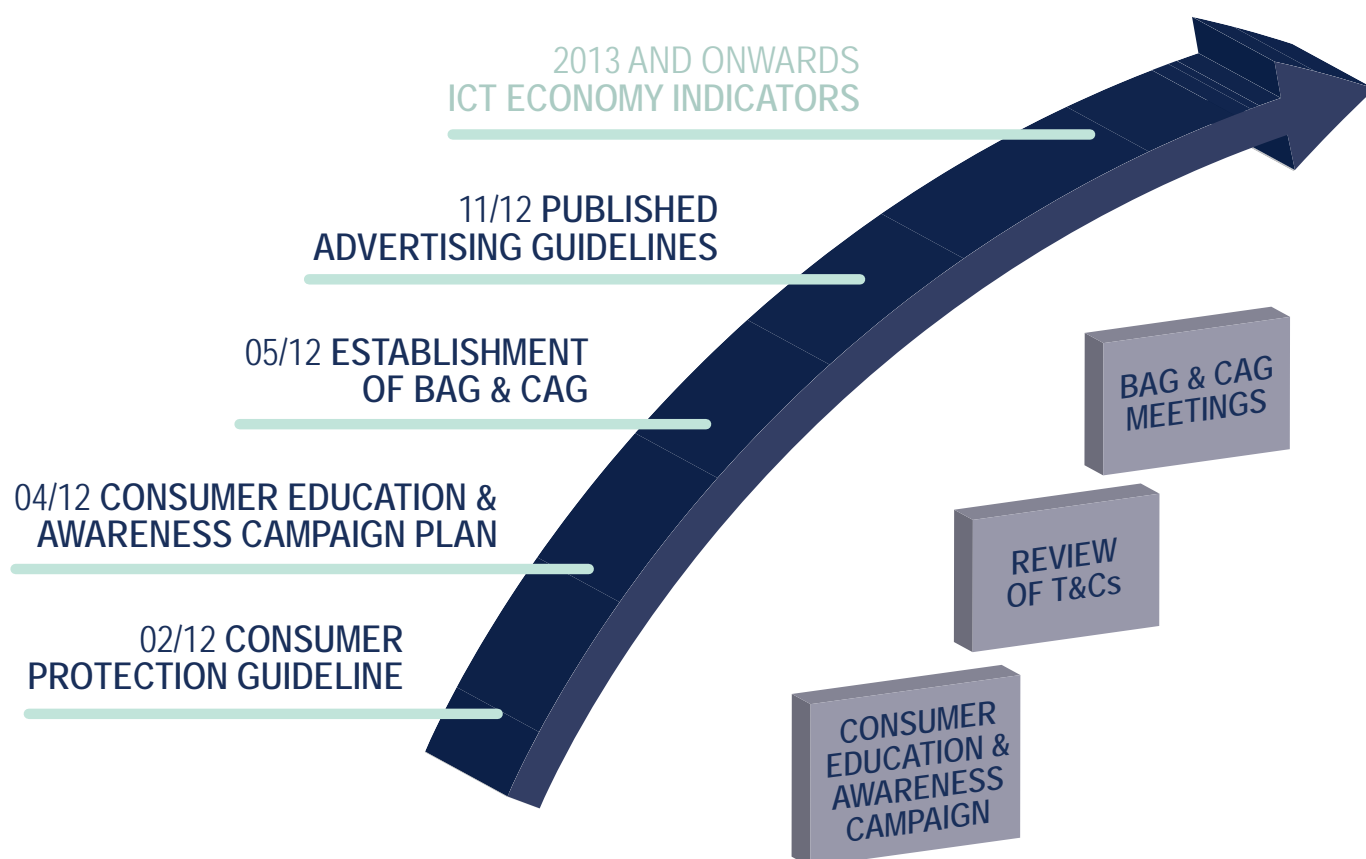 2013 AND ONWARDS
ICT ECONOMY INDICATORS
11/12 PUBLISHED
ADVERTISING GUIDELINES
05/12 ESTABLISHMENT
OF BAG & CAG
04/12 CONSUMER EDUCATION &
AWARENESS CAMPAIGN PLAN
02/12 CONSUMER
PROTECTION GUIDELINE
BAG & CAG
MEETINGS
REVIEW
OF T&Cs
CONSUMER
EDUCATION &
AWARENESS
CAMPAIGN